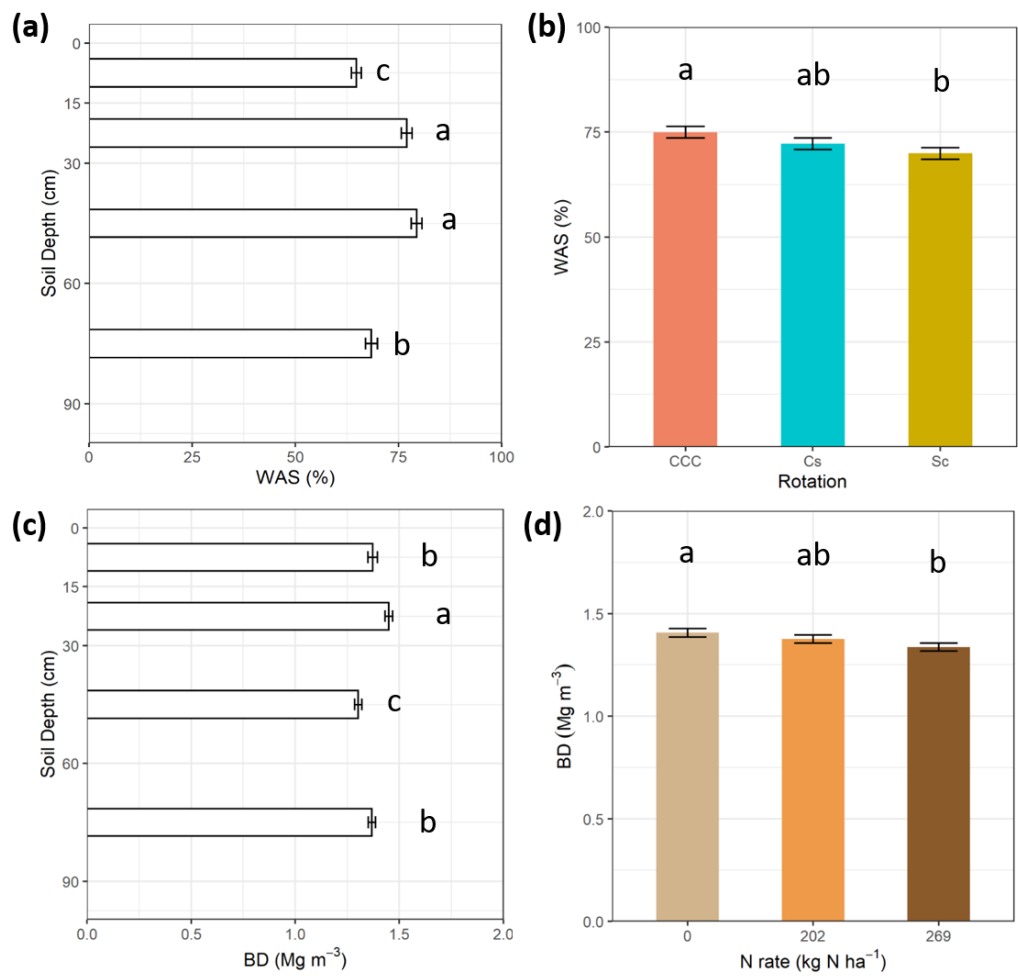 (a)
0
15
30
60
90
Soil Depth (cm)
c
a
a
b
0
25
50
75
100
WAS (%)
(b)
100
75
50
25
0
WAS (%)
a
ab
b
CCC
Cs
Sc
Rotation
(c)
0
15
30
60
90
Soil Depth (cm)
b
a
c
b
0.0
0.5
1.0
1.5
2.0
BD (Mg m⁻³)
(d)
2.0
1.5
1.0
0.5
0.0
BD (Mg m⁻³)
a
ab
b
0
202
269
N rate (kg N ha⁻¹)